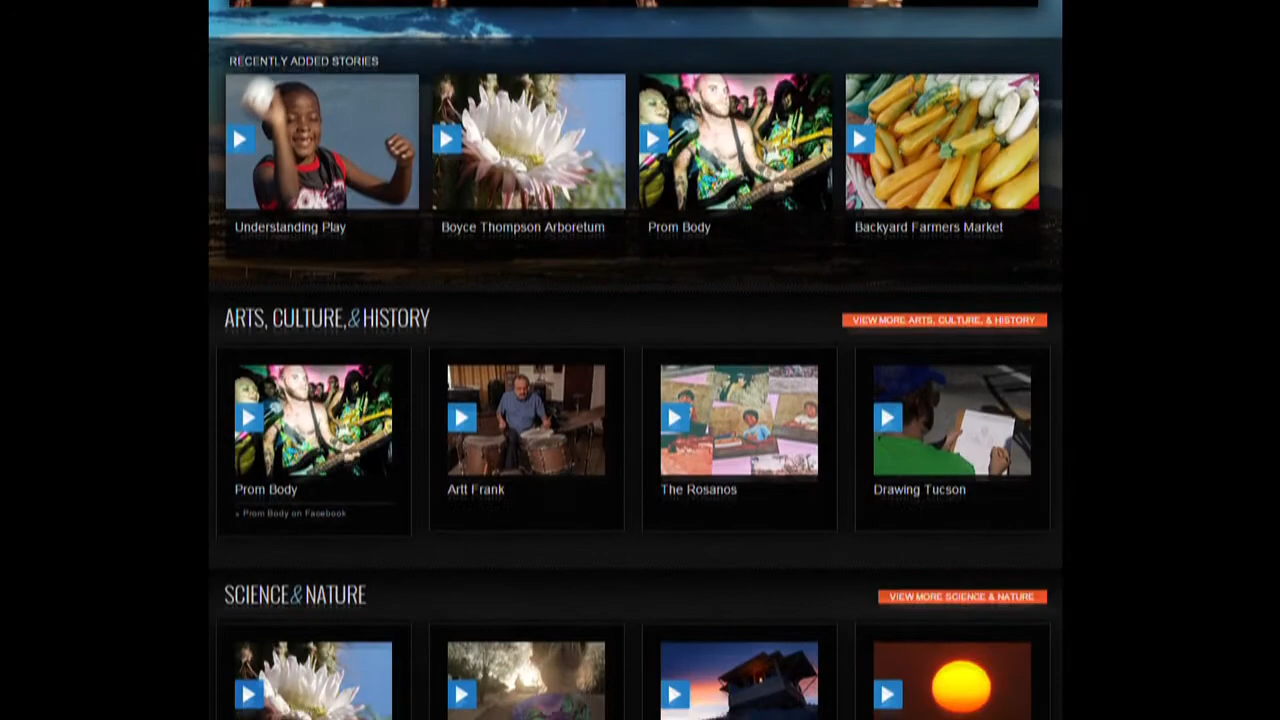 RECENTLY ADDED STORIES
Understanding Play
Boyce Thompson Arboretum
Prom Body
Backyard Farmers Market
ARTS, CULTURE, & HISTORY
VIEW MORE ARTS, CULTURE, & HISTORY
Prom Body
Artt Frank
The Rosanos
Drawing Tucson
Prom Body on Facebook
SCIENCE & NATURE
VIEW MORE SCIENCE & NATURE